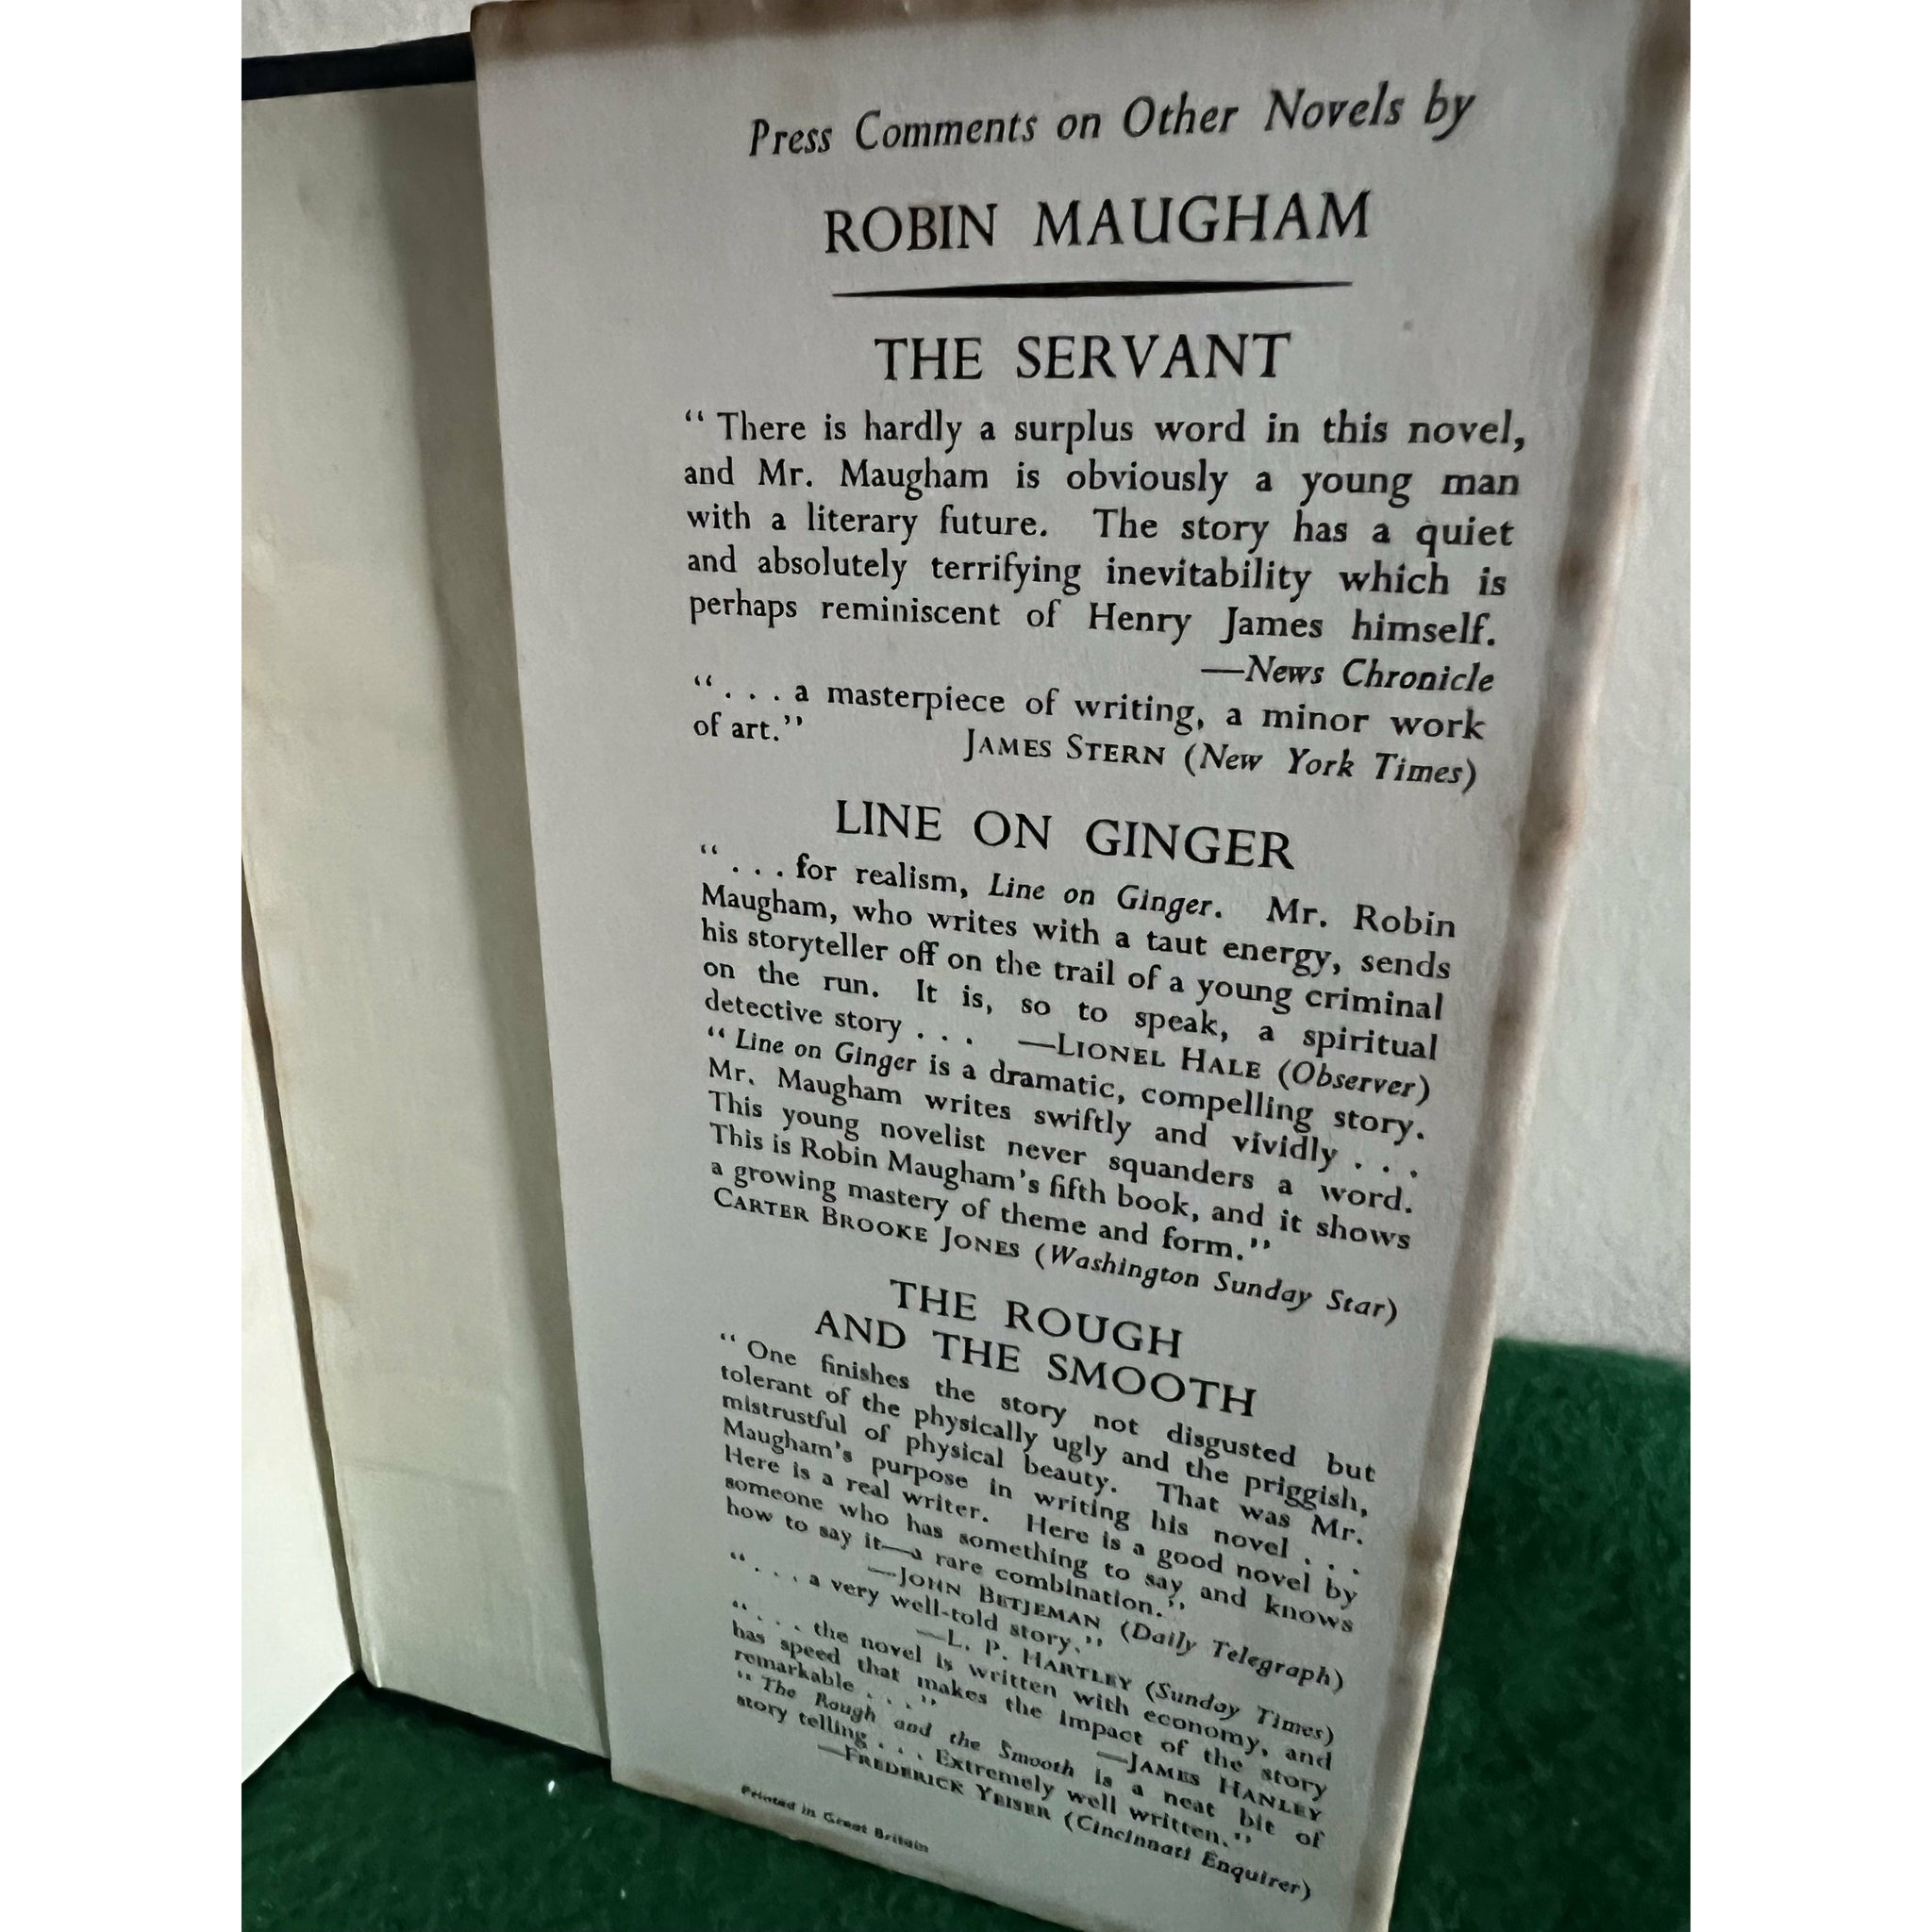 Press Comments on Other Novels by
ROBIN MAUGHAM
THE SERVANT
“ There is hardly a surplus word in this novel,
and Mr. Maugham is obviously a young man
with a literary future. The story has a quiet
and absolutely terrifying inevitability which is
perhaps reminiscent of Henry James himself.
—News Chronicle
“ . . . a masterpiece of writing, a minor work
of art.” JAMES STERN (New York Times)
LINE ON GINGER
“ . . . for realism, Line on Ginger. Mr. Robin
Maugham, who writes with a taut energy, sends
his storyteller off on the trail of a young criminal
on the run. It is, so to speak, a spiritual
detective story . . . —LIONEL HALE (Observer)
“ Line on Ginger is a dramatic, compelling story.
Mr. Maugham writes swiftly and vividly . . .
This young novelist never squanders a word.
This is Robin Maugham’s fifth book, and it shows
a growing mastery of theme and form.”
CARTER BROOKE JONES (Washington Sunday Star)
THE ROUGH
AND THE SMOOTH
“ One finishes the story not disgusted but
tolerant of the physically ugly and the priggish,
mistrustful of physical beauty. That was Mr.
Maugham’s purpose in writing his novel . . .
Here is a real writer. Here is a good novel by
someone who has something to say and knows
how to say it—a rare combination.”
—JOHN BETJEMAN (Daily Telegraph)
“ . . . a very well-told story.”
—L. P. HARTLEY (Sunday Times)
“ . . . the novel is written with economy, and
has speed that makes the impact of the story
remarkable . . .” —JAMES HANLEY
“ The Rough and the Smooth is a neat bit of
story telling . . . Extremely well written.”
—FREDERICK YEISER (Cincinnati Enquirer)
Printed in Great Britain